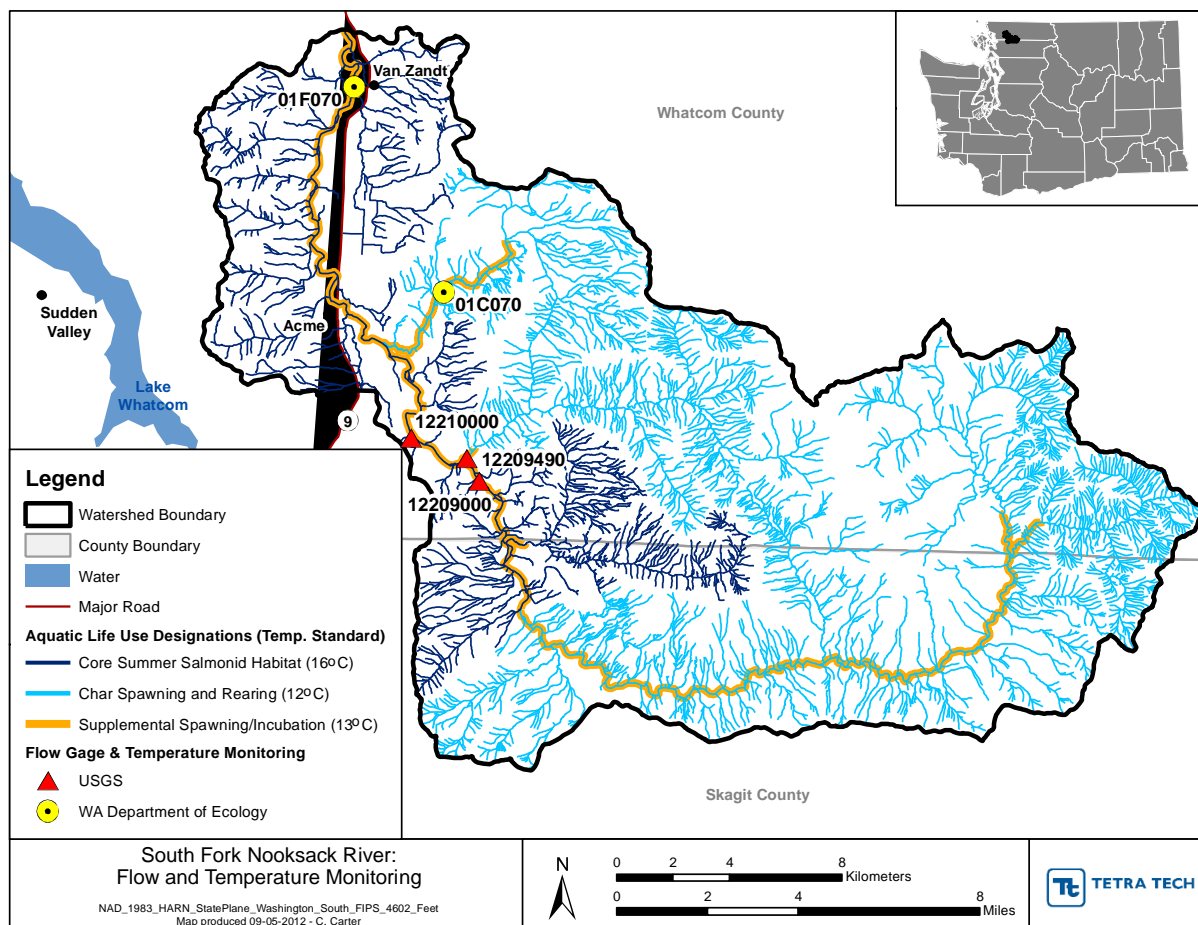 Van Zandt
01F070
Whatcom County
01C070
Sudden
Valley
Acme
Lake
Whatcom
9
12210000
12209490
12209000
Legend
Watershed Boundary
County Boundary
Water
Major Road
Aquatic Life Use Designations (Temp. Standard)
Core Summer Salmonid Habitat (16ºC)
Char Spawning and Rearing (12ºC)
Supplemental Spawning/Incubation (13ºC)
Flow Gage & Temperature Monitoring
USGS
WA Department of Ecology
Skagit County
South Fork Nooksack River:
Flow and Temperature Monitoring
NAD_1983_HARN_StatePlane_Washington_South_FIPS_4602_Feet
Map produced 09-05-2012 - C. Carter
N
0 2 4 8
Kilometers
0 2 4 8
Miles
Tt TETRA TECH